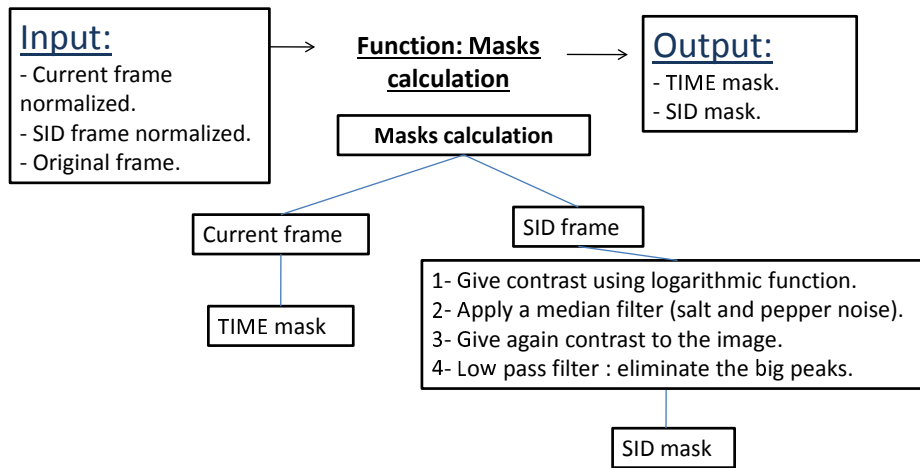 Input:
- Current frame
normalized.
- SID frame normalized.
- Original frame.
Function: Masks
calculation
Output:
- TIME mask.
- SID mask.
Masks calculation
Current frame
SID frame
TIME mask
1- Give contrast using logarithmic function.
2- Apply a median filter (salt and pepper noise).
3- Give again contrast to the image.
4- Low pass filter : eliminate the big peaks.
SID mask